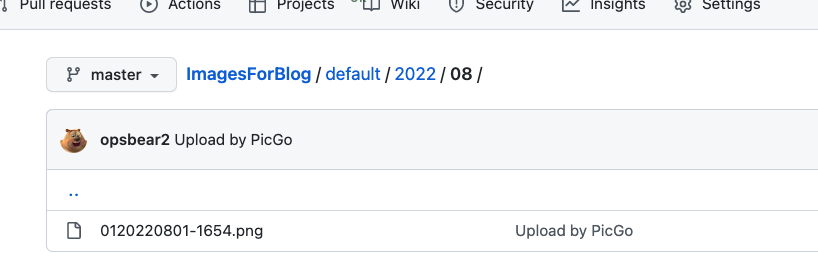 Pull requests Actions Projects Wiki Security Insights Settings
master ImagesForBlog / default / 2022 / 08 /
opsbear2 Upload by PicGo
..
0120220801-1654.png Upload by PicGo